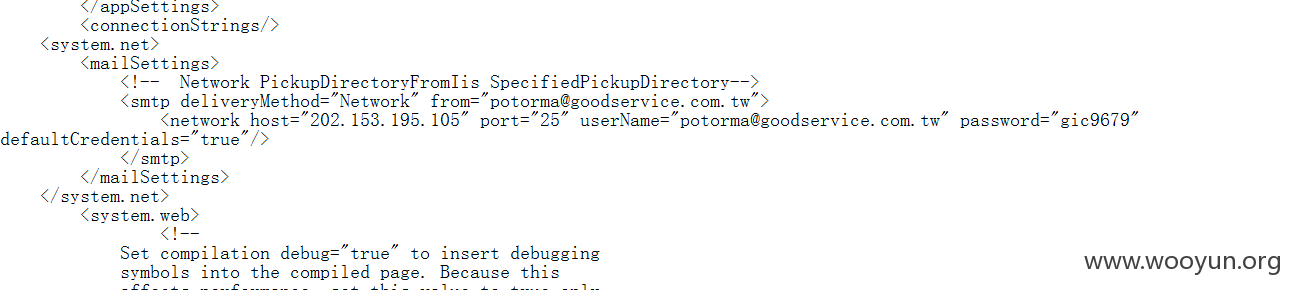 </appSettings>
<connectionStrings/>
<system.net>
<mailSettings>
<!-- Network PickupDirectoryFromIis SpecifiedPickupDirectory-->
<smtp deliveryMethod="Network" from="potorma@goodservice.com.tw">
<network host="202.153.195.105" port="25" userName="potorma@goodservice.com.tw" password="gic9679"
defaultCredentials="true"/>
</smtp>
</mailSettings>
</system.net>
<system.web>
<!--
Set compilation debug="true" to insert debugging
symbols into the compiled page. Because this
www.wooyun.org